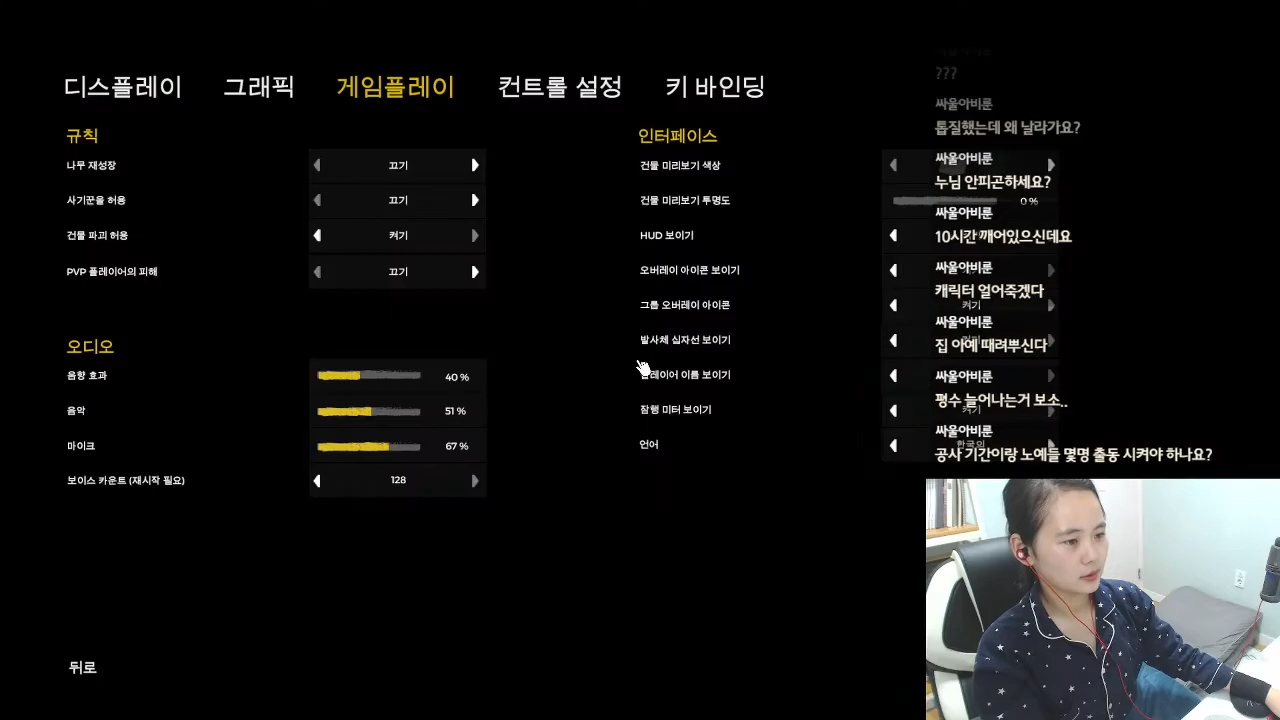 디스플레이
그래픽
게임플레이
컨트롤 설정
키 바인딩
규칙
나무 재성장
끄기
사기꾼을 허용
끄기
건물 파괴 허용
켜기
PVP 플레이어의 피해
끄기
오디오
음향 효과
40 %
음악
51 %
마이크
67 %
보이스 카운트 (재시작 필요)
128
인터페이스
건물 미리보기 색상
건물 미리보기 투명도
0 %
HUD 보이기
오버레이 아이콘 보기
그룹 오버레이 아이콘
켜기
발사체 십자선 보이기
레이어 이름 보이기
잠행 미터 보이기
켜기
언어
한국의
???
싸울아비룬
톱질했는데 왜 날라가요?
싸울아비룬
누님 안피곤하세요?
싸울아비룬
10시간 깨어있으신데요
싸울아비룬
캐릭터 얼어죽겠다
싸울아비룬
집 아예 때려뿌신다
싸울아비룬
평수 늘어나는거 보소..
싸울아비룬
공사 기간이랑 노예들 몇명 출동 시켜야 하나요?
뒤로